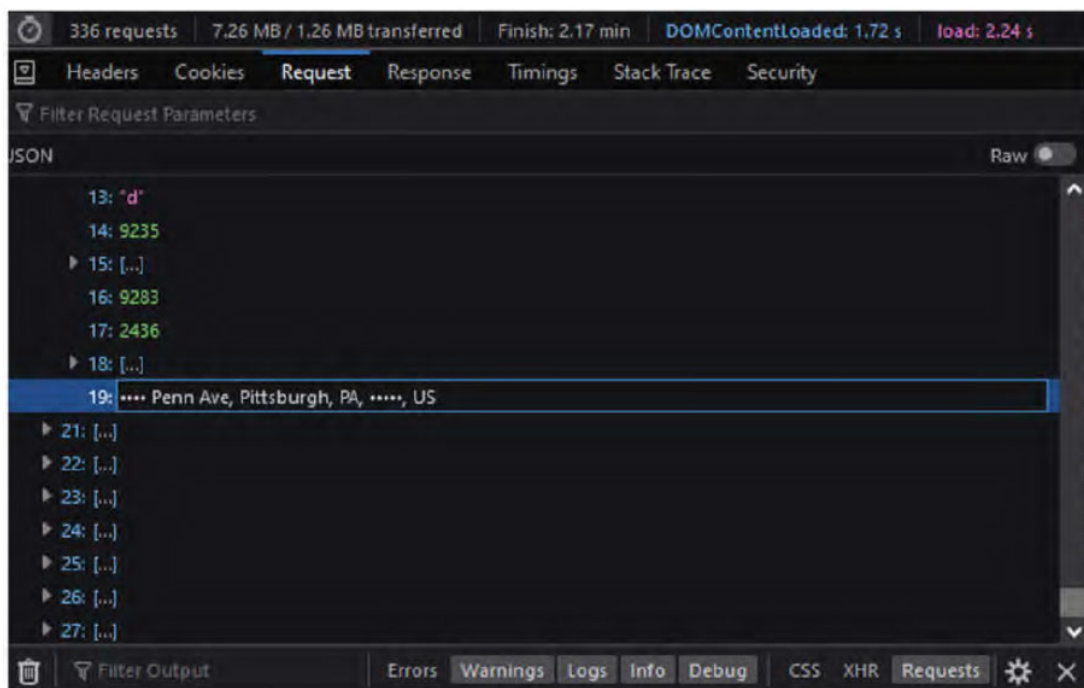 336 requests 7.26 MB / 1.26 MB transferred Finish: 2.17 min DOMContentLoaded: 1.72 s load: 2.24 s
Headers Cookies Request Response Timings Stack Trace Security
Filter Request Parameters
JSON Raw
13: "d"
14: 9235
15: [...]
16: 9283
17: 2436
18: [...]
19: •••• Penn Ave, Pittsburgh, PA, •••••, US
21: [...]
22: [...]
23: [...]
24: [...]
25: [...]
26: [...]
27: [...]
Filter Output Errors Warnings Logs Info Debug CSS XHR Requests